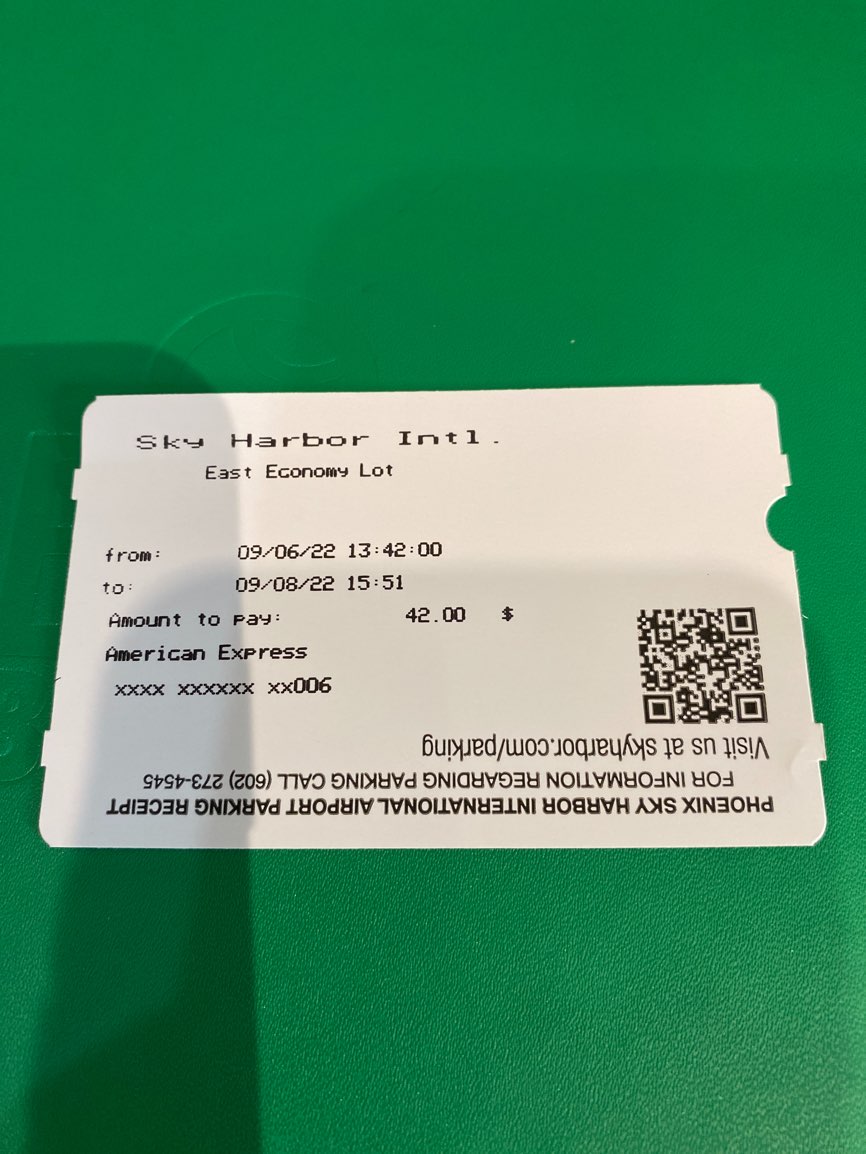 Sky Harbor Intl.
East Economy Lot
from: 09/06/22 13:42:00
to: 09/08/22 15:51
Amount to pay: 42.00 $
American Express
xxxx xxxxxx xx006
Visit us at skyharbor.com/parking
FOR INFORMATION REGARDING PARKING CALL (602) 273-4545
PHOENIX SKY HARBOR INTERNATIONAL AIRPORT PARKING RECEIPT